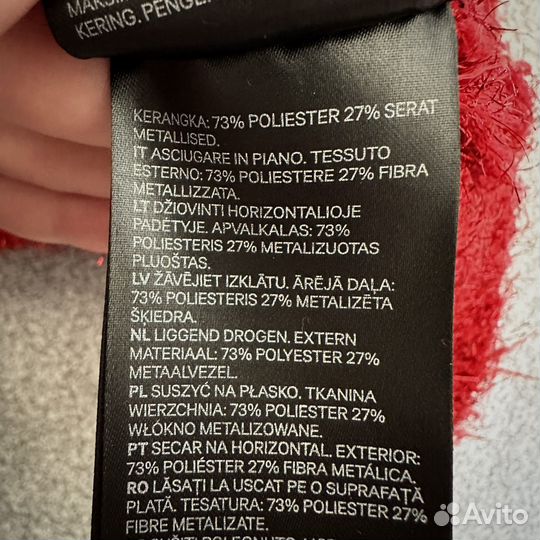 KERING. PENGE
KERANGKA: 73% POLIESTER 27% SERAT
METALLISED.
IT ASCIUGARE IN PIANO. TESSUTO
ESTERNO: 73% POLIESTERE 27% FIBRA
METALLIZZATA.
LT DŽIOVINTI HORIZONTALIOJE
PADĖTYJE. APVALKALAS: 73%
POLIESTERIS 27% METALIZUOTAS
PLUOŠTAS.
LV ŽĀVĒJIET IZKLĀTU. ĀRĒJĀ DAĻA:
73% POLIESTERIS 27% METALIZĒTA
ŠĶIEDRA.
NL LIGGEND DROGEN. EXTERN
MATERIAAL: 73% POLYESTER 27%
METAALVEZEL.
PL SUSZYĆ NA PŁASKO. TKANINA
WIERZCHNIA: 73% POLIESTER 27%
WŁÓKNO METALIZOWANE.
PT SECAR NA HORIZONTAL. EXTERIOR:
73% POLIÉSTER 27% FIBRA METÁLICA.
RO LĂSAȚI LA USCAT PE O SUPRAFAȚĂ
PLATĂ. TESATURA: 73% POLIESTER 27%
FIBRE METALIZATE.
Avito